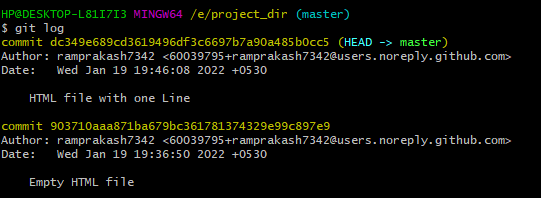 HP@DESKTOP-L81I7I3 MINGW64 /e/project_dir (master)
$ git log
commit dc349e689cd3619496df3c6697b7a90a485b0cc5 (HEAD -> master)
Author: ramprakash7342 <60039795+ramprakash7342@users.noreply.github.com>
Date:   Wed Jan 19 19:46:08 2022 +0530
    HTML file with one Line
commit 903710aaa871ba679bc361781374329e99c897e9
Author: ramprakash7342 <60039795+ramprakash7342@users.noreply.github.com>
Date:   Wed Jan 19 19:36:50 2022 +0530
    Empty HTML file